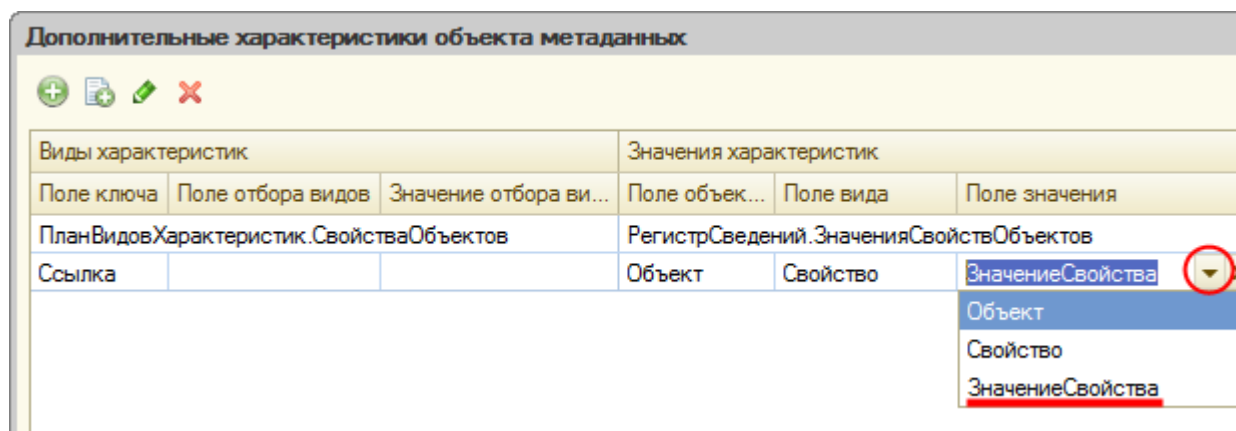 Дополнительные характеристики объекта метаданных
Виды характеристик Значения характеристик
Поле ключа Поле отбора видов Значение отбора ви... Поле объек... Поле вида Поле значения
ПланВидовХарактеристик.СвойстваОбъектов РегистрСведений.ЗначенияСвойствОбъектов
Ссылка Объект Свойство ЗначениеСвойства
Объект
Свойство
ЗначениеСвойства